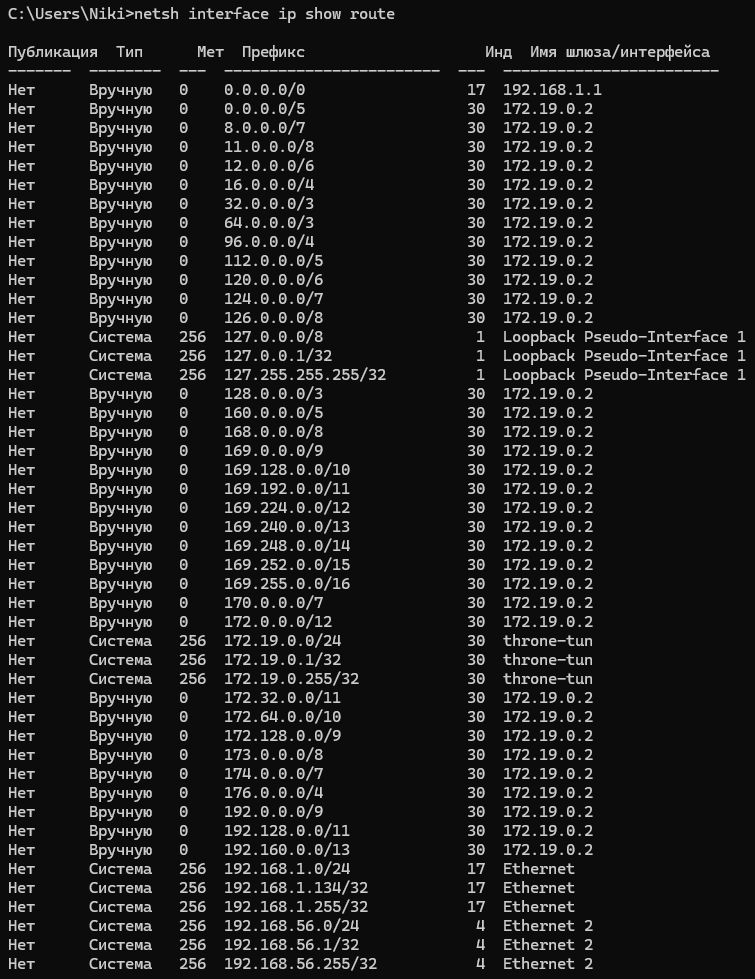 C:\Users\Niki>netsh interface ip show route
Публикация  Тип      Мет  Префикс                    Инд  Имя шлюза/интерфейса
-------  --------  ---  ------------------------  ---  ------------------------
Нет      Вручную   0    0.0.0.0/0                  17  192.168.1.1
Нет      Вручную   0    0.0.0.0/5                  30  172.19.0.2
Нет      Вручную   0    8.0.0.0/7                  30  172.19.0.2
Нет      Вручную   0    11.0.0.0/8                 30  172.19.0.2
Нет      Вручную   0    12.0.0.0/6                 30  172.19.0.2
Нет      Вручную   0    16.0.0.0/4                 30  172.19.0.2
Нет      Вручную   0    32.0.0.0/3                 30  172.19.0.2
Нет      Вручную   0    64.0.0.0/3                 30  172.19.0.2
Нет      Вручную   0    96.0.0.0/4                 30  172.19.0.2
Нет      Вручную   0    112.0.0.0/5                30  172.19.0.2
Нет      Вручную   0    120.0.0.0/6                30  172.19.0.2
Нет      Вручную   0    124.0.0.0/7                30  172.19.0.2
Нет      Вручную   0    126.0.0.0/8                30  172.19.0.2
Нет      Система   256  127.0.0.0/8                 1  Loopback Pseudo-Interface 1
Нет      Система   256  127.0.0.1/32                1  Loopback Pseudo-Interface 1
Нет      Система   256  127.255.255.255/32          1  Loopback Pseudo-Interface 1
Нет      Вручную   0    128.0.0.0/3                30  172.19.0.2
Нет      Вручную   0    160.0.0.0/5                30  172.19.0.2
Нет      Вручную   0    168.0.0.0/8                30  172.19.0.2
Нет      Вручную   0    169.0.0.0/9                30  172.19.0.2
Нет      Вручную   0    169.128.0.0/10             30  172.19.0.2
Нет      Вручную   0    169.192.0.0/11             30  172.19.0.2
Нет      Вручную   0    169.224.0.0/12             30  172.19.0.2
Нет      Вручную   0    169.240.0.0/13             30  172.19.0.2
Нет      Вручную   0    169.248.0.0/14             30  172.19.0.2
Нет      Вручную   0    169.252.0.0/15             30  172.19.0.2
Нет      Вручную   0    169.255.0.0/16             30  172.19.0.2
Нет      Вручную   0    170.0.0.0/7                30  172.19.0.2
Нет      Вручную   0    172.0.0.0/12               30  172.19.0.2
Нет      Система   256  172.19.0.0/24              30  throne-tun
Нет      Система   256  172.19.0.1/32              30  throne-tun
Нет      Система   256  172.19.0.255/32            30  throne-tun
Нет      Вручную   0    172.32.0.0/11              30  172.19.0.2
Нет      Вручную   0    172.64.0.0/10              30  172.19.0.2
Нет      Вручную   0    172.128.0.0/9              30  172.19.0.2
Нет      Вручную   0    173.0.0.0/8                30  172.19.0.2
Нет      Вручную   0    174.0.0.0/7                30  172.19.0.2
Нет      Вручную   0    176.0.0.0/4                30  172.19.0.2
Нет      Вручную   0    192.0.0.0/9                30  172.19.0.2
Нет      Вручную   0    192.128.0.0/11             30  172.19.0.2
Нет      Вручную   0    192.160.0.0/13             30  172.19.0.2
Нет      Система   256  192.168.1.0/24             17  Ethernet
Нет      Система   256  192.168.1.134/32           17  Ethernet
Нет      Система   256  192.168.1.255/32           17  Ethernet
Нет      Система   256  192.168.56.0/24             4  Ethernet 2
Нет      Система   256  192.168.56.1/32             4  Ethernet 2
Нет      Система   256  192.168.56.255/32           4  Ethernet 2